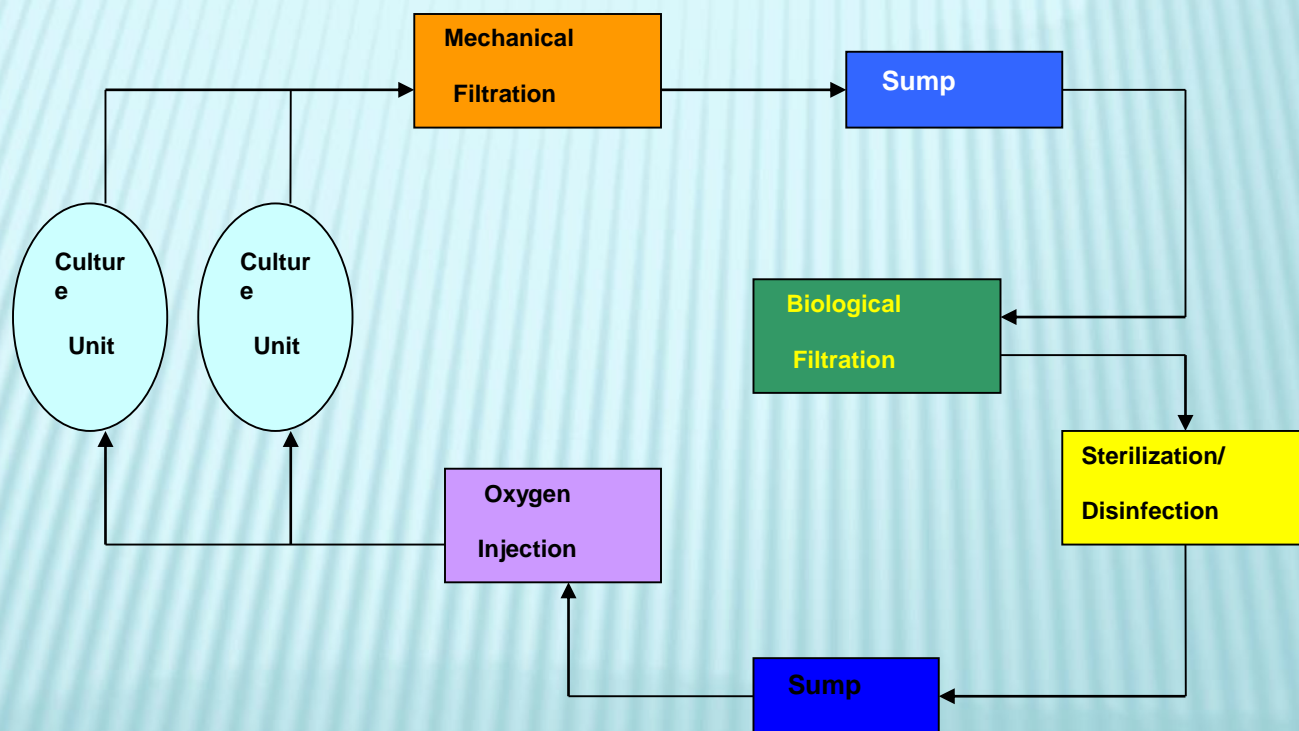 Mechanical
Filtration
Sump
Cultur
e
Unit
Cultur
e
Unit
Biological
Filtration
Sterilization/
Disinfection
Oxygen
Injection
Sump